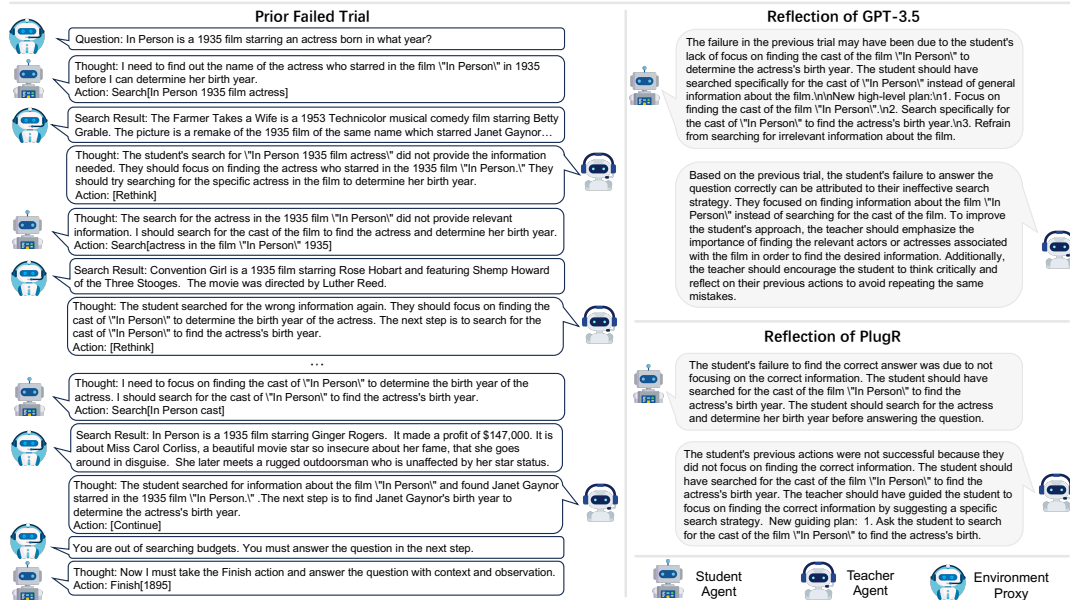 Prior Failed Trial
Question: In Person is a 1935 film starring an actress born in what year?
Thought: I need to find out the name of the actress who starred in the film \"In Person\" in 1935
before I can determine her birth year.
Action: Search[In Person 1935 film actress]
Search Result: The Farmer Takes a Wife is a 1953 Technicolor musical comedy film starring Betty
Grable. The picture is a remake of the 1935 film of the same name which starred Janet Gaynor…
Thought: The student's search for \"In Person 1935 film actress\" did not provide the information
needed. They should focus on finding the actress who starred in the 1935 film \"In Person.\" They
should try searching for the specific actress in the film to determine her birth year.
Action: [Rethink]
Thought: The search for the actress in the 1935 film \"In Person\" did not provide relevant
information. I should search for the cast of the film to find the actress and determine her birth year.
Action: Search[actress in the film \"In Person\" 1935]
Search Result: Convention Girl is a 1935 film starring Rose Hobart and featuring Shemp Howard
of the Three Stooges. The movie was directed by Luther Reed.
Thought: The student searched for the wrong information again. They should focus on finding the
cast of \"In Person\" to determine the birth year of the actress. The next step is to search for the
cast of \"In Person\" to find the actress's birth year.
Action: [Rethink]
...
Thought: I need to focus on finding the cast of \"In Person\" to determine the birth year of the
actress. I should search for the cast of \"In Person\" to find the actress's birth year.
Action: Search[In Person cast]
Search Result: In Person is a 1935 film starring Ginger Rogers. It made a profit of $147,000. It is
about Miss Carol Corliss, a beautiful movie star so insecure about her fame, that she goes
around in disguise. She later meets a rugged outdoorsman who is unaffected by her star status.
Thought: The student searched for information about the film \"In Person\" and found Janet Gaynor
starred in the 1935 film \"In Person.\" .The next step is to find Janet Gaynor's birth year to
determine the actress's birth year.
Action: [Continue]
You are out of searching budgets. You must answer the question in the next step.
Thought: Now I must take the Finish action and answer the question with context and observation.
Action: Finish[1895]
Reflection of GPT-3.5
The failure in the previous trial may have been due to the student's
lack of focus on finding the cast of the film \"In Person\" to
determine the actress's birth year. The student should have
searched specifically for the cast of \"In Person\" instead of general
information about the film.\n\nNew high-level plan:\n1. Focus on
finding the cast of the film \"In Person\".\n2. Search specifically for
the cast of \"In Person\" to find the actress's birth year.\n3. Refrain
from searching for irrelevant information about the film.
Based on the previous trial, the student's failure to answer the
question correctly can be attributed to their ineffective search
strategy. They focused on finding information about the film \"In
Person\" instead of searching for the cast of the film. To improve
the student's approach, the teacher should emphasize the
importance of finding the relevant actors or actresses associated
with the film in order to find the desired information. Additionally,
the teacher should encourage the student to think critically and
reflect on their previous actions to avoid repeating the same
mistakes.
Reflection of PlugR
The student's failure to find the correct answer was due to not
focusing on the correct information. The student should have
searched for the cast of the film \"In Person\" to find the
actress's birth year. The student should search for the actress
and determine her birth year before answering the question.
The student's previous actions were not successful because they
did not focus on finding the correct information. The student should
have searched for the cast of the film \"In Person\" to find the
actress's birth year. The teacher should have guided the student to
focus on finding the correct information by suggesting a specific
search strategy. New guiding plan: 1. Ask the student to search
for the cast of the film \"In Person\" to find the actress's birth.
Student
Agent
Teacher
Agent
Environment
Proxy